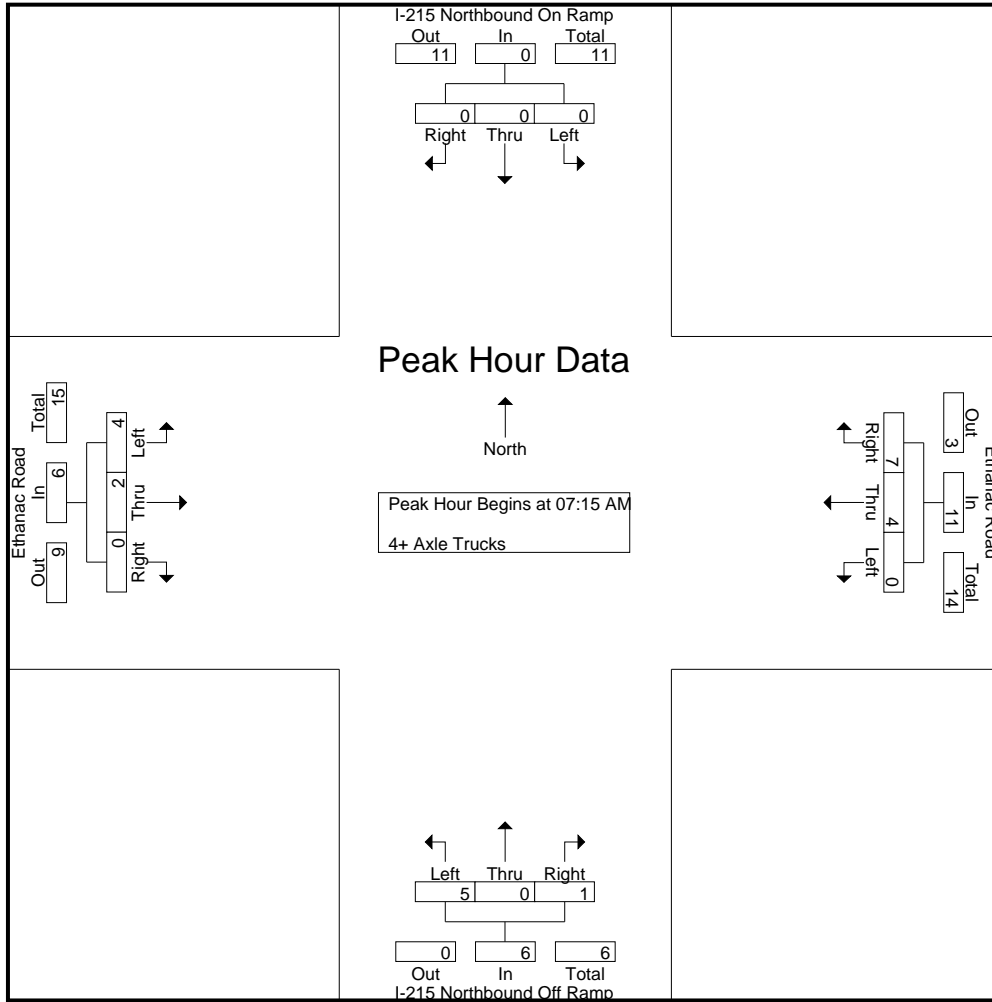 I-215 Northbound On Ramp
Out In Total
11 0 11
0 0 0
Right Thru Left
Peak Hour Data
North
Peak Hour Begins at 07:15 AM
4+ Axle Trucks
Ethanac Road
Out In Total
9 6 15
Left Thru Right
4 2 0
Ethanac Road
Out In Total
3 11 14
Right Thru Left
7 4 0
Left Thru Right
5 0 1
0 6 6
Out In Total
I-215 Northbound Off Ramp